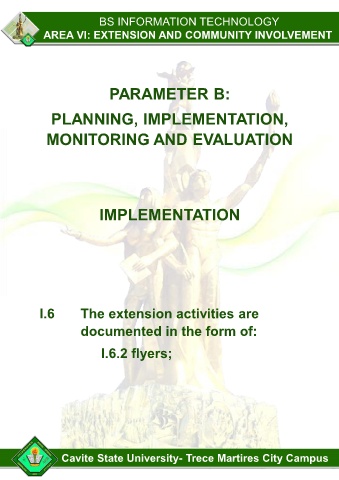 BS INFORMATION TECHNOLOGY
AREA VI: EXTENSION AND COMMUNITY INVOLVEMENT
PARAMETER B:
PLANNING, IMPLEMENTATION,
MONITORING AND EVALUATION
IMPLEMENTATION
I.6 The extension activities are
documented in the form of:
I.6.2 flyers;
Cavite State University- Trece Martires City Campus